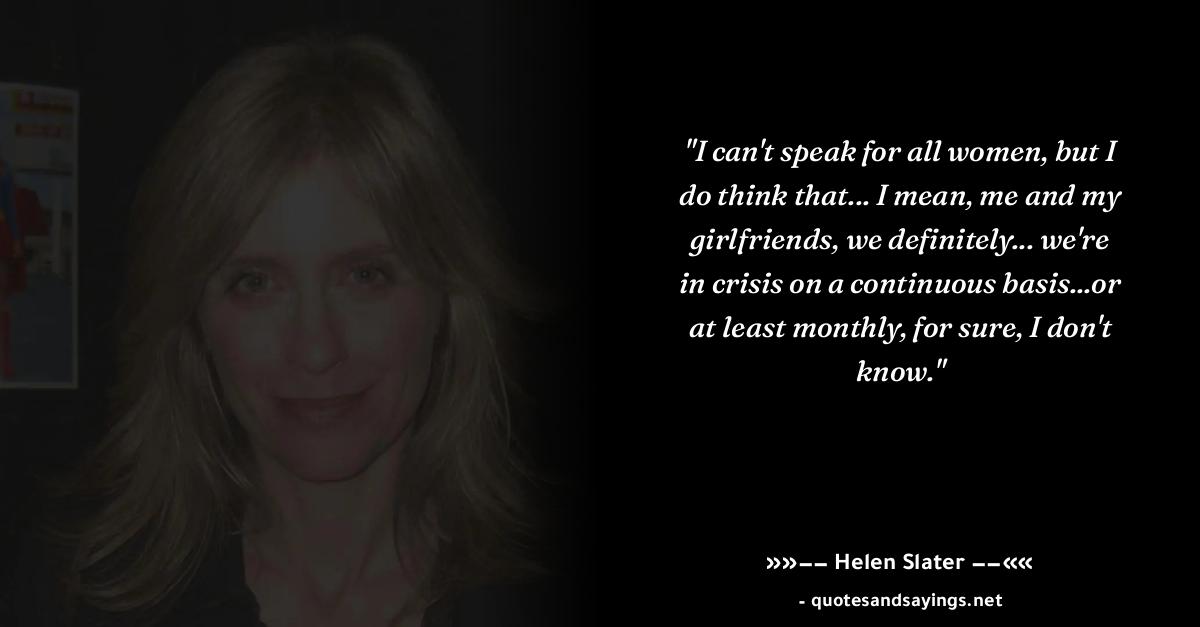 "I can't speak for all women, but I
do think that... I mean, me and my
girlfriends, we definitely... we're
in crisis on a continuous basis...or
at least monthly, for sure, I don't
know."
»»−− Helen Slater −−««
- quotesandsayings.net